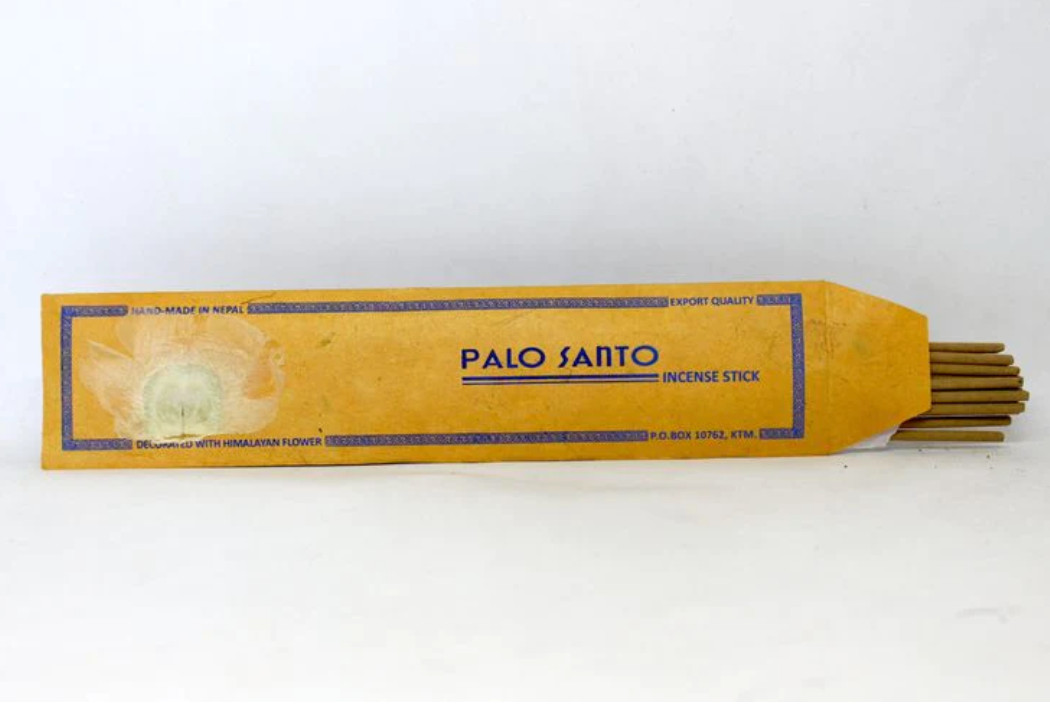 HAND-MADE IN NEPAL
EXPORT QUALITY
PALO SANTO
INCENSE STICK
DECORATED WITH HIMALAYAN FLOWER
P.O.BOX 10762, KTM.